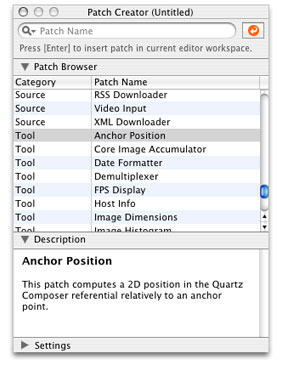 Patch Creator (Untitled)
Patch Name
Press [Enter] to insert patch in current editor workspace.
Patch Browser
Category Patch Name
Source RSS Downloader
Source Video Input
Source XML Downloader
Tool Anchor Position
Tool Core Image Accumulator
Tool Date Formatter
Tool Demultiplexer
Tool FPS Display
Tool Host Info
Tool Image Dimensions
Tool Image Histogram
Description
Anchor Position
This patch computes a 2D position in the Quartz
Composer referential relatively to an anchor
point.
Settings